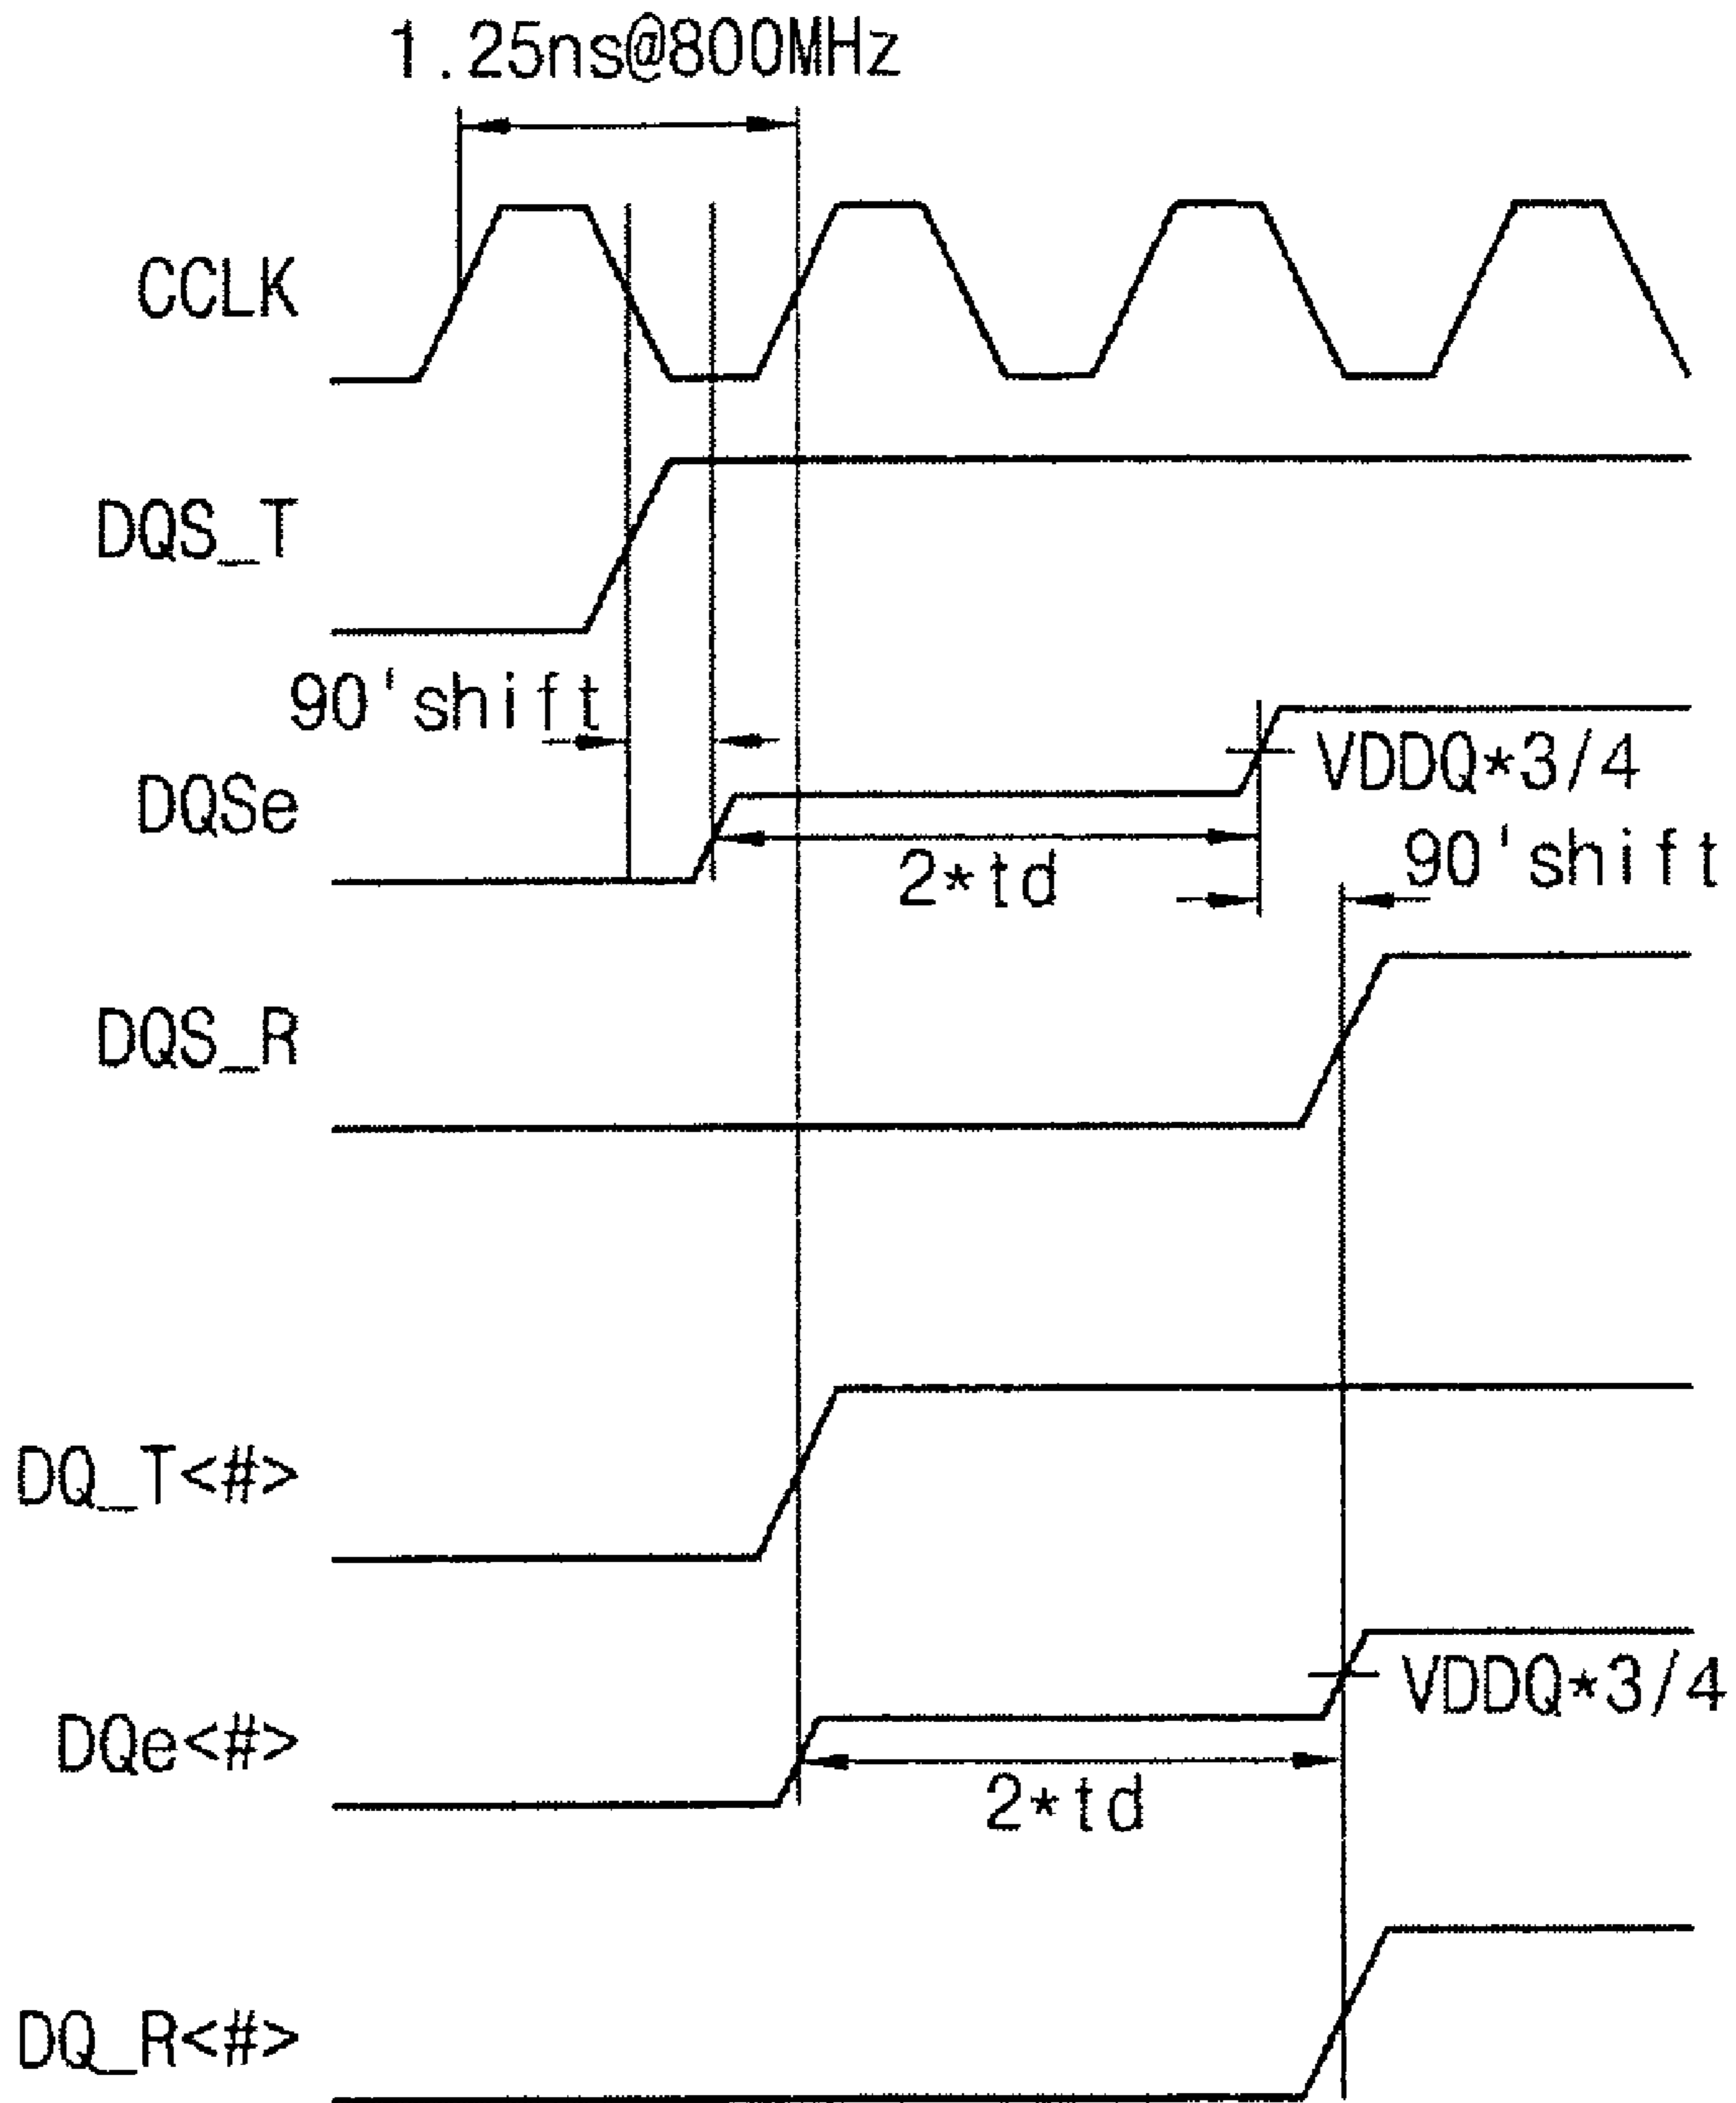 1.25ns@800MHz
CCLK
DQS_T
90'shift
DQSe
VDDQ*3/4
2*td
90'shift
DQS_R
DQ_T<#>
DQe<#>
VDDQ*3/4
2*td
DQ_R<#>